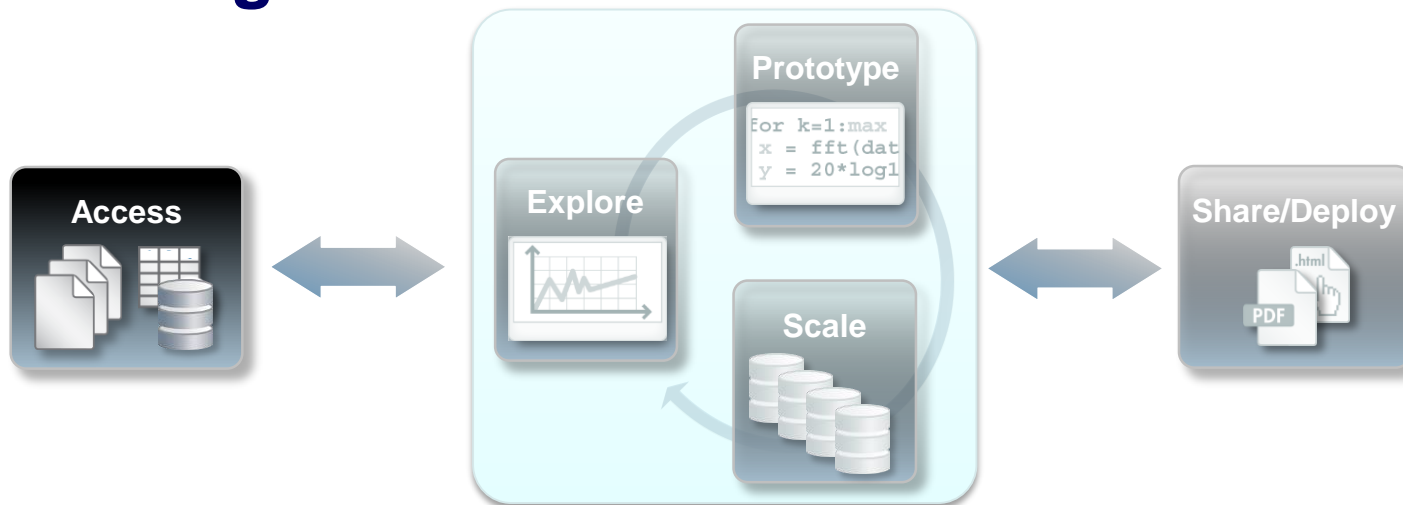 g
Access
Explore
Prototype
for k=1:max
x = fft(dat
y = 20*log1
Scale
Share/Deploy
.html
PDF